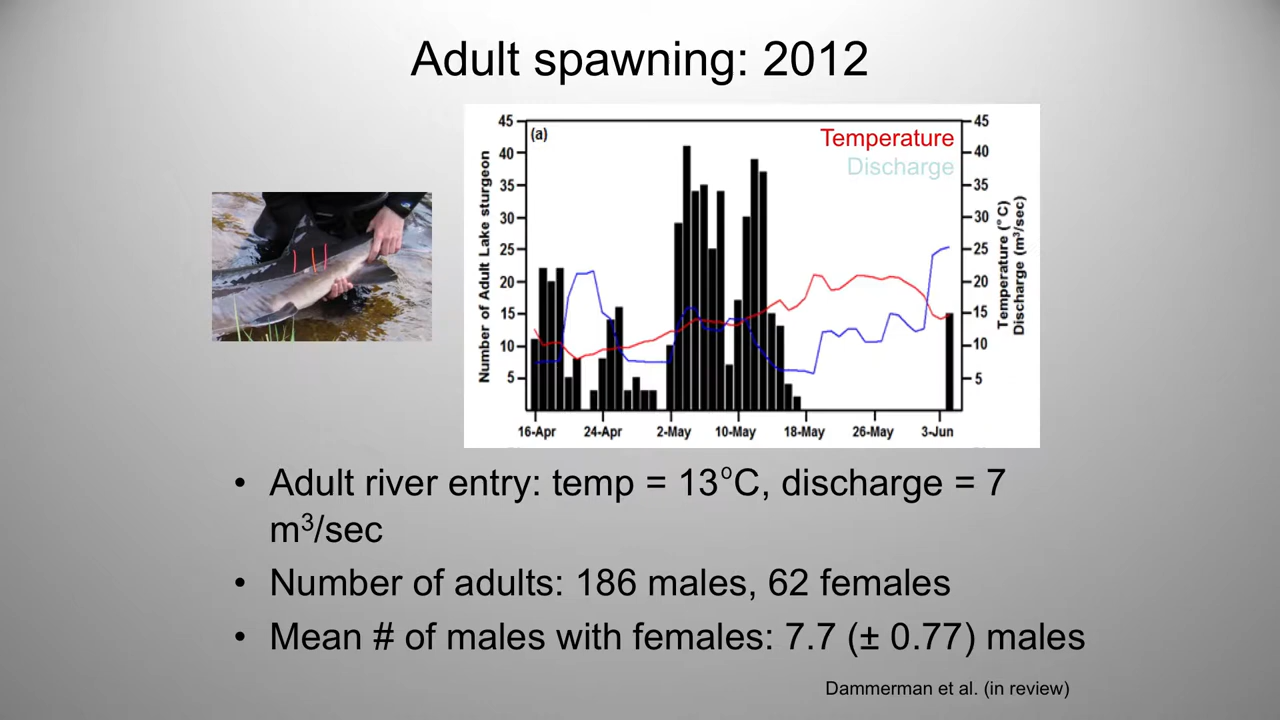 Adult spawning: 2012
(a)
Temperature
Discharge
Number of Adult Lake sturgeon
45
40
35
30
25
20
15
10
5
45
40
35
30
25
20
15
10
5
Temperature (° C)
Discharge (m³/sec)
16-Apr 24-Apr 2-May 10-May 18-May 26-May 3-Jun
• Adult river entry: temp = 13ºC, discharge = 7
m³/sec
• Number of adults: 186 males, 62 females
• Mean # of males with females: 7.7 (± 0.77) males
Dammerman et al. (in review)